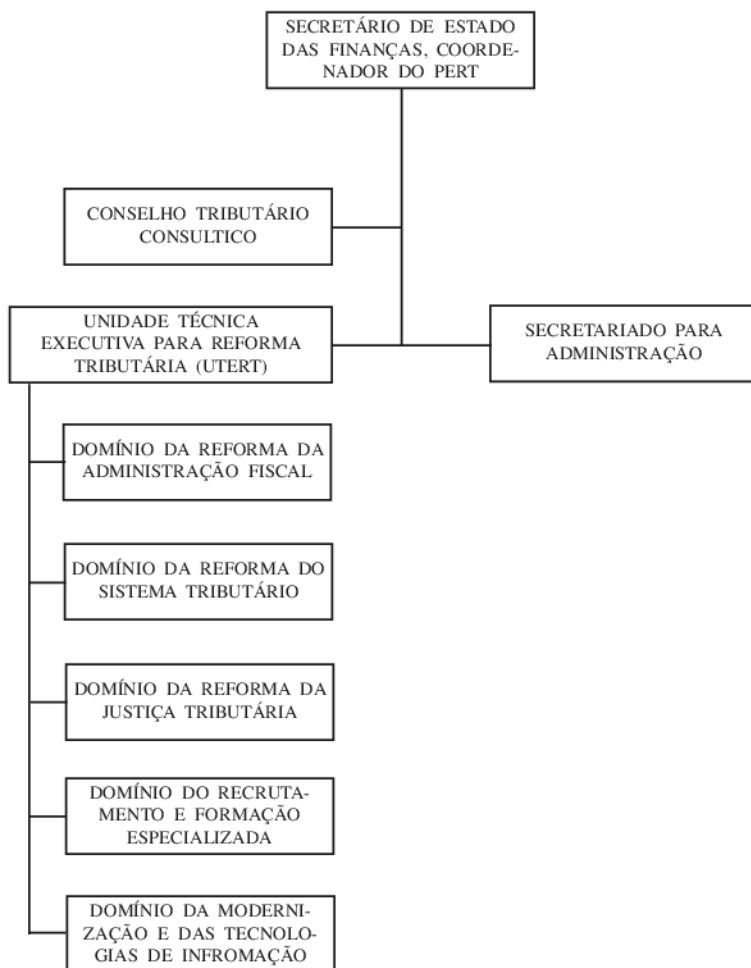 SECRETÁRIO DE ESTADO
DAS FINANÇAS, COORDE-
NADOR DO PERT
CONSELHO TRIBUTÁRIO
CONSULTICO
UNIDADE TÉCNICA
EXECUTIVA PARA REFORMA
TRIBUTÁRIA (UTERT)
SECRETARIADO PARA
ADMINISTRAÇÃO
DOMÍNIO DA REFORMA DA
ADMINISTRAÇÃO FISCAL
DOMÍNIO DA REFORMA DO
SISTEMA TRIBUTÁRIO
DOMÍNIO DA REFORMA DA
JUSTIÇA TRIBUTÁRIA
DOMÍNIO DO RECRUTA-
MENTO E FORMAÇÃO
ESPECIALIZADA
DOMÍNIO DA MODERNI-
ZAÇÃO E DAS TECNOLO-
GIAS DE INFROMAÇÃO